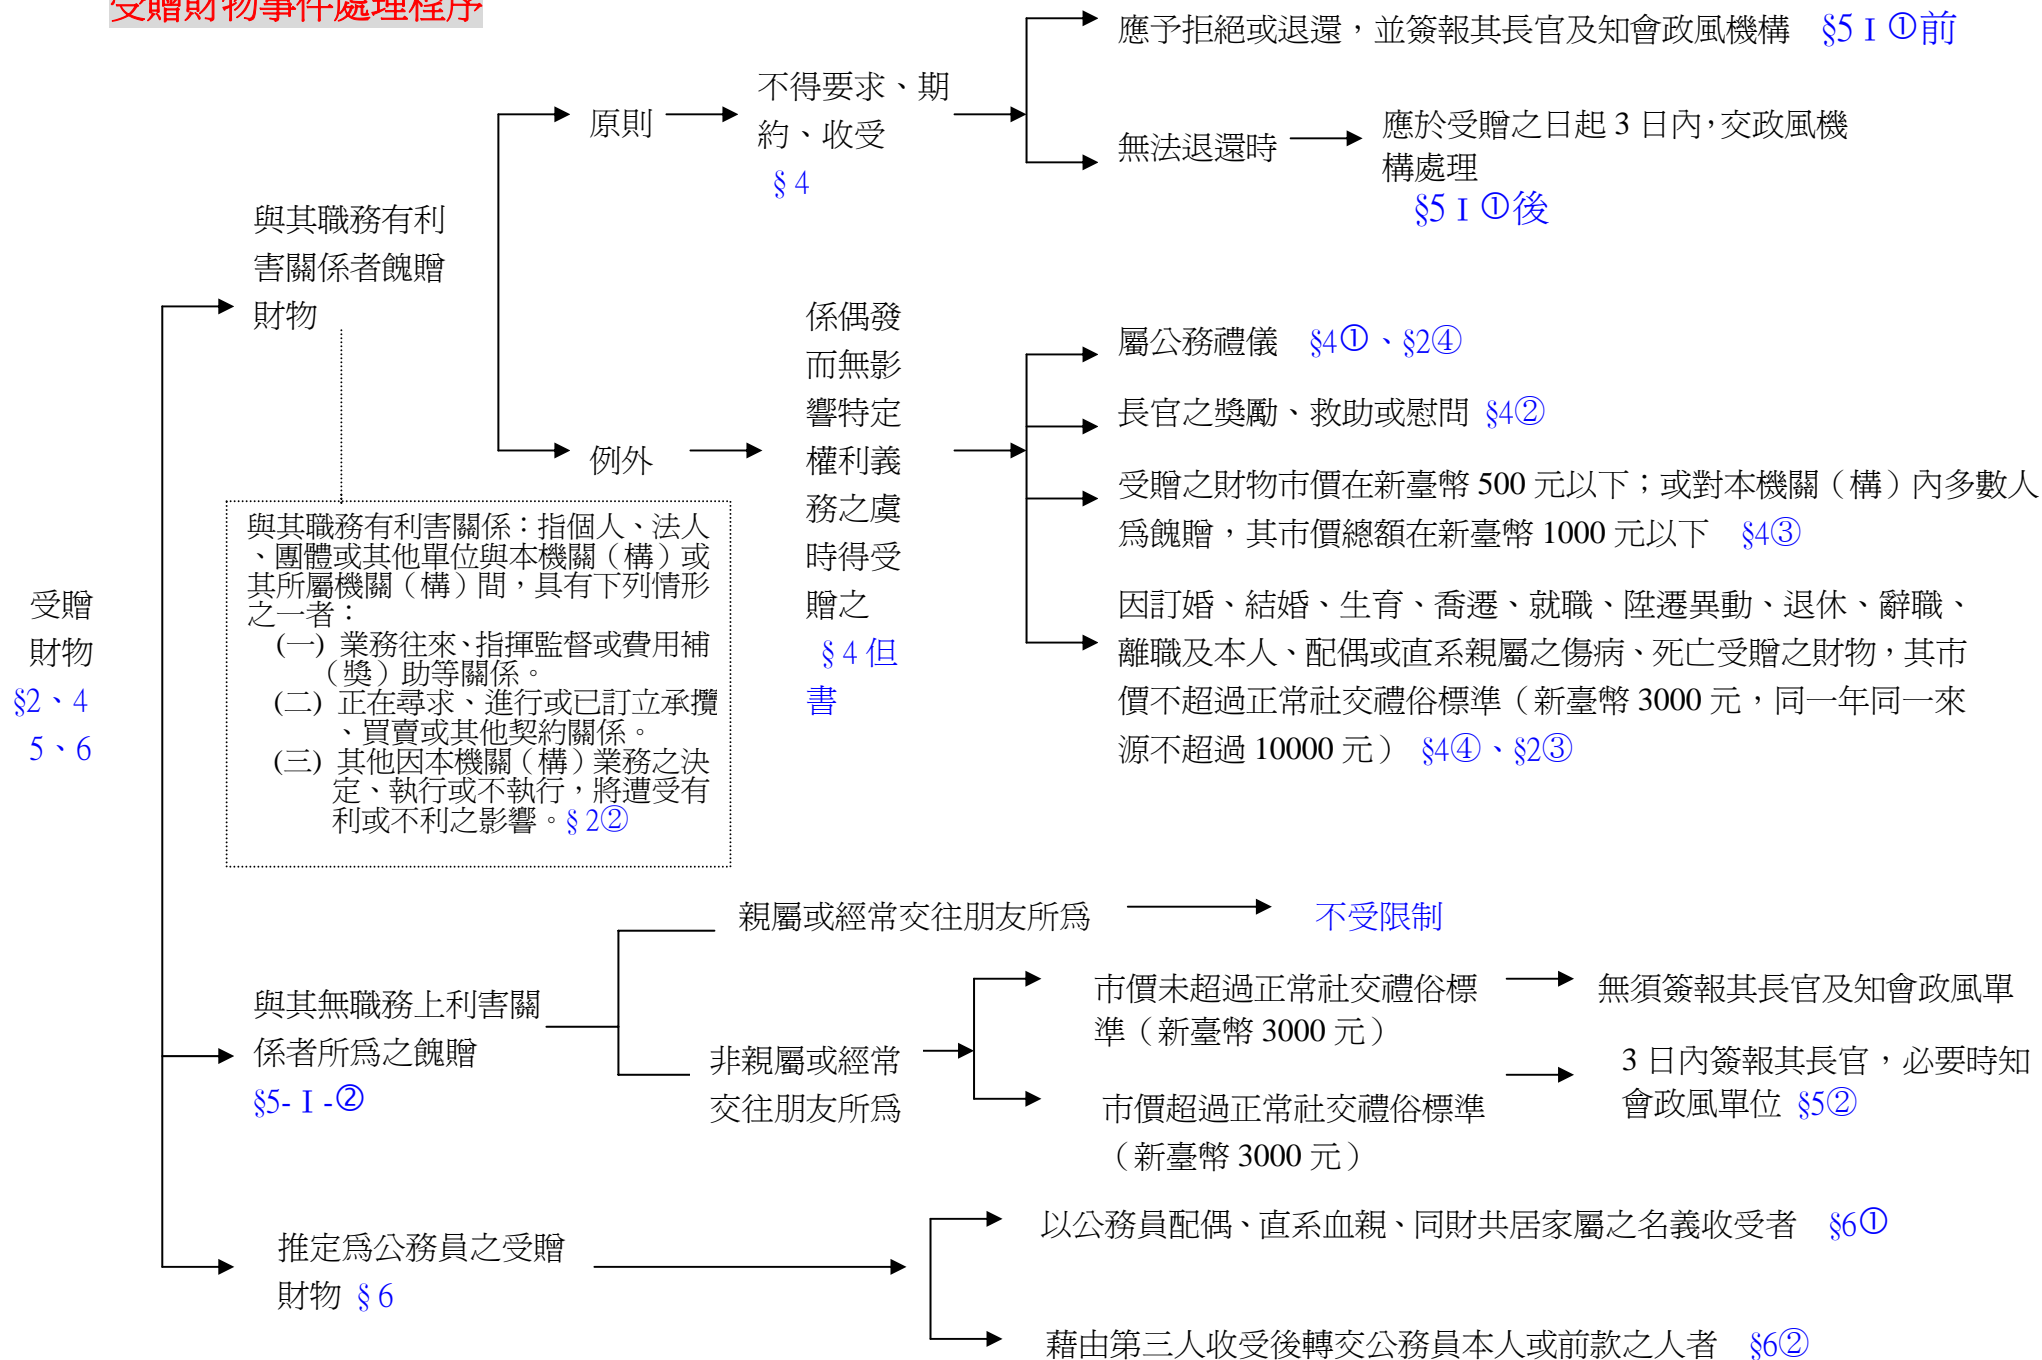 受贈財物事件處理程序
應予拒絕或退還，並簽報其長官及知會政風機構 §5Ⅰ①前
不得要求、期
約、收受
§4
原則
無法退還時
應於受贈之日起 3 日內，交政風機
構處理
§5Ⅰ①後
與其職務有利
害關係者餽贈
財物
係偶發
而無影
響特定
權利義
務之虞
時得受
贈之
§4 但
書
例外
屬公務禮儀 §4①、§2④
長官之獎勵、救助或慰問 §4②
受贈之財物市價在新臺幣 500 元以下；或對本機關（構）內多數人
為餽贈，其市價總額在新臺幣 1000 元以下 §4③
因訂婚、結婚、生育、喬遷、就職、陞遷異動、退休、辭職、
離職及本人、配偶或直系親屬之傷病、死亡受贈之財物，其市
價不超過正常社交禮俗標準（新臺幣 3000 元，同一年同一來
源不超過 10000 元） §4④、§2③
與其職務有利害關係：指個人、法人
、團體或其他單位與本機關（構）或
其所屬機關（構）間，具有下列情形
之一者：
(一) 業務往來、指揮監督或費用補
（獎）助等關係。
(二) 正在尋求、進行或已訂立承攬
、買賣或其他契約關係。
(三) 其他因本機關（構）業務之決
定、執行或不執行，將遭受有
利或不利之影響。§2②
受贈
財物
§2、4
5、6
親屬或經常交往朋友所為
不受限制
與其無職務上利害關
係者所為之餽贈
§5-Ⅰ-②
非親屬或經常
交往朋友所為
市價未超過正常社交禮俗標
準（新臺幣 3000 元）
無須簽報其長官及知會政風單
市價超過正常社交禮俗標準
（新臺幣 3000 元）
3 日內簽報其長官，必要時知
會政風單位 §5②
推定為公務員之受贈
財物 §6
以公務員配偶、直系血親、同財共居家屬之名義收受者 §6①
藉由第三人收受後轉交公務員本人或前款之人者 §6②